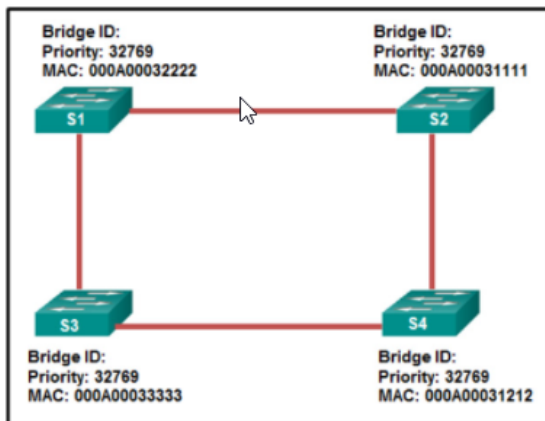 Bridge ID:
Priority: 32769
MAC: 000A00032222
Bridge ID:
Priority: 32769
MAC: 000A00031111
S1
S2
S3
S4
Bridge ID:
Priority: 32769
MAC: 000A00033333
Bridge ID:
Priority: 32769
MAC: 000A00031212